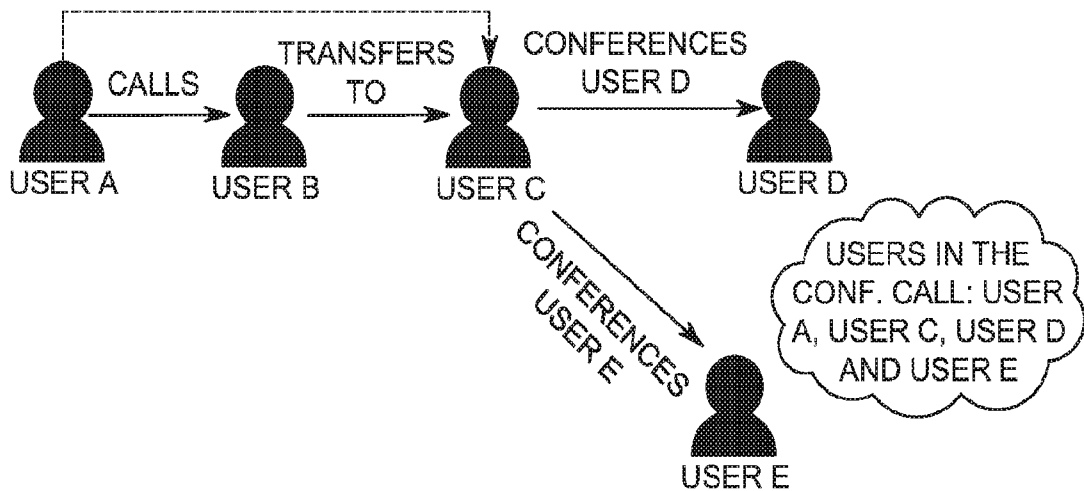 CALLS
TRANSFERS
TO
CONFERENCES
USER D
USER A
USER B
USER C
USER D
CONFERENCES
USER E
USERS IN THE
CONF. CALL: USER
A, USER C, USER D
AND USER E
USER E